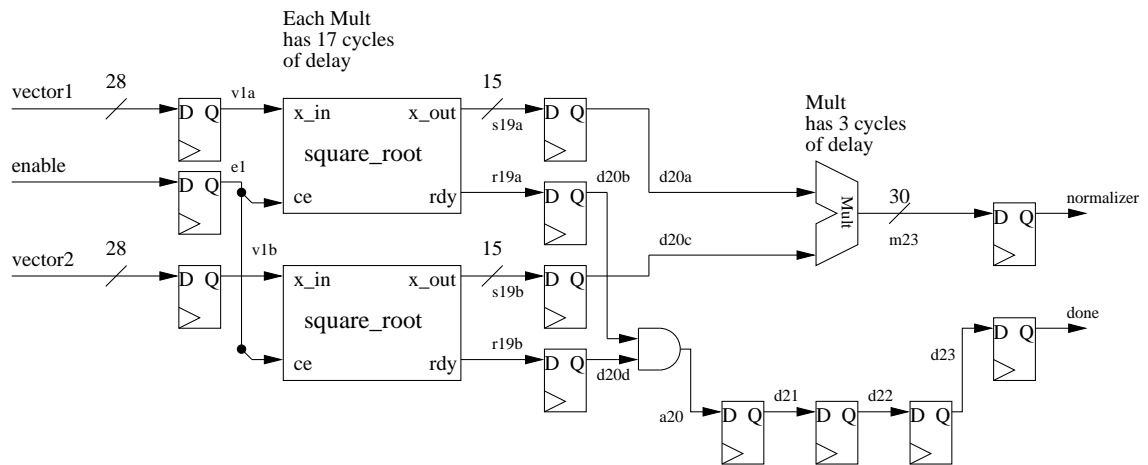 Each Mult
has 17 cycles
of delay
vector1
28
D Q
v1a
x_in
x_out
square_root
ce
rdy
15
s19a
D Q
Mult
has 3 cycles
of delay
enable
D Q
e1
r19a
D Q
d20b
d20a
Mult
30
m23
D Q
normalizer
vector2
28
D Q
v1b
x_in
x_out
square_root
ce
rdy
15
s19b
D Q
d20c
r19b
D Q
d20d
a20
D Q
d21
D Q
d22
D Q
d23
D Q
done